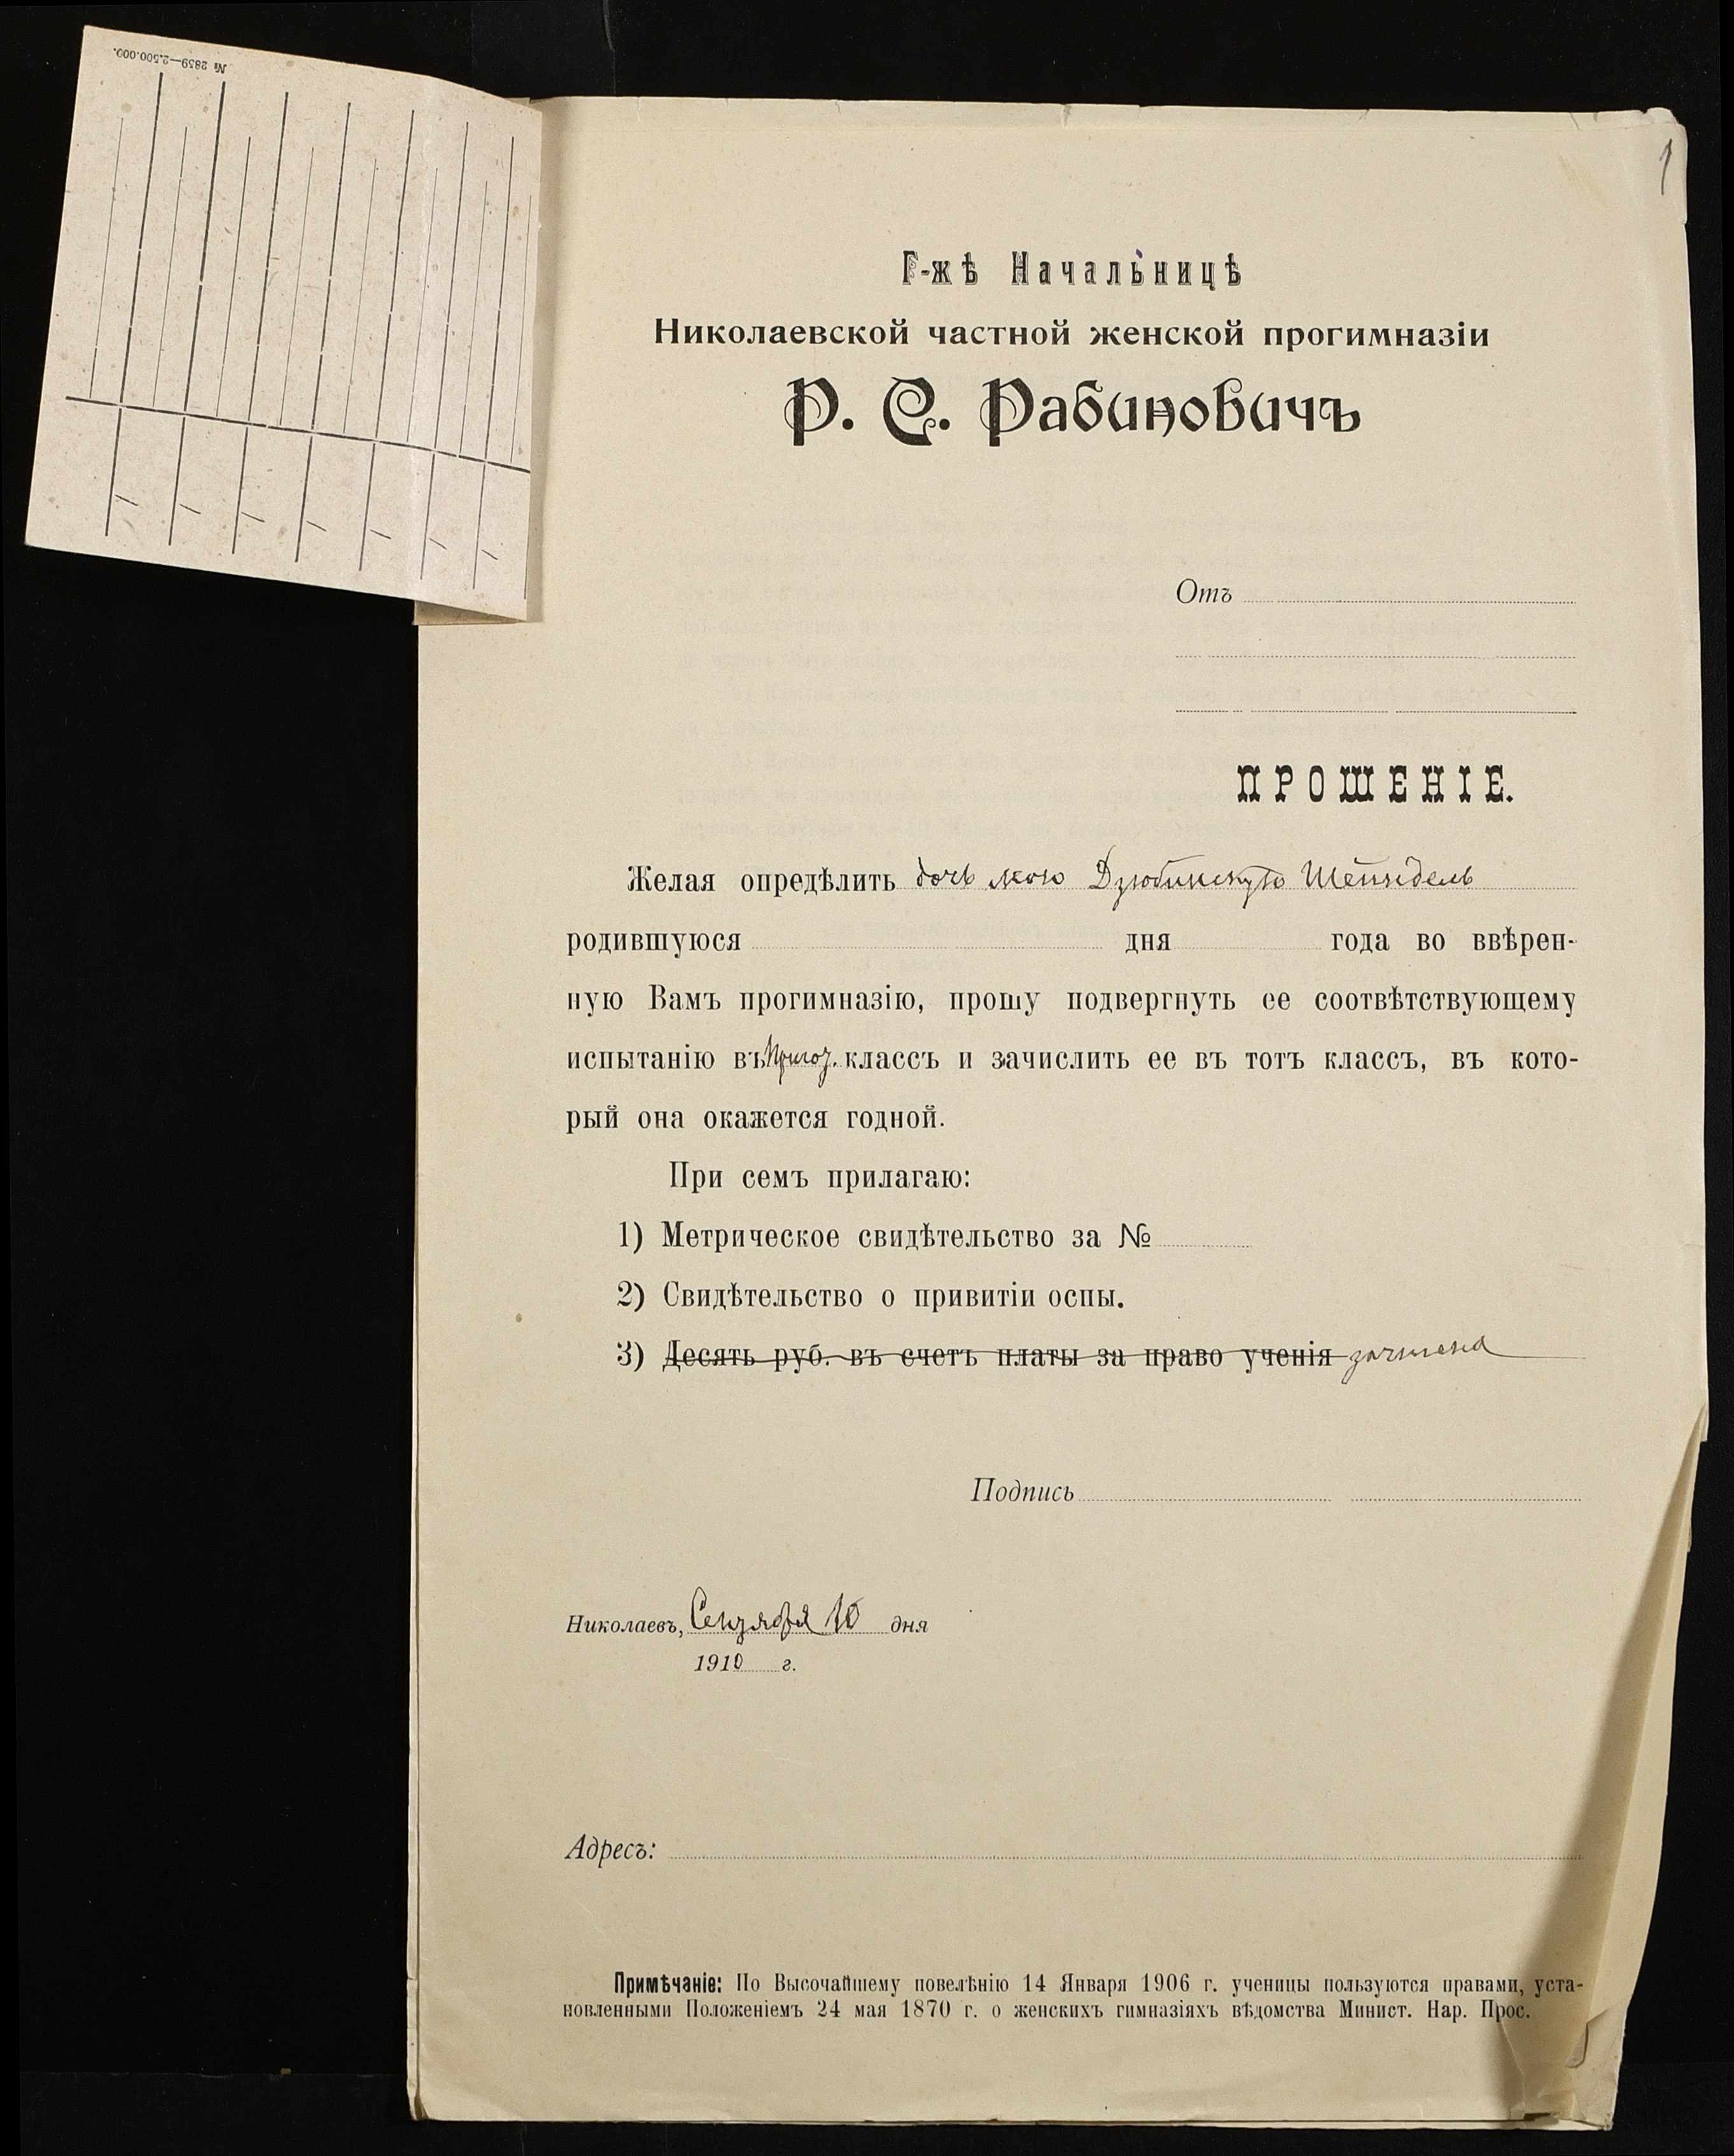 № 2859—2.500.000.
1
Г-жѣ Начальницѣ
Николаевской частной женской прогимназіи
Р. С. Рабиновичъ
Отъ
ПРОШЕНІЕ.
Желая опредѣлить дочь мою Дзюбинскую Шейндель
родившуюся дня года во ввѣрен-
ную Вамъ прогимназію, прошу подвергнуть ее соотвѣтствующему
испытанію въ классъ и зачислить ее въ тотъ классъ, въ кото-
рый она окажется годной.
При семъ прилагаю:
1) Метрическое свидѣтельство за №
2) Свидѣтельство о привитіи оспы.
3) Десять руб. въ счетъ платы за право ученія
Подпись
Николаевъ, Сентября 10 дня
1910 г.
Адресъ:
Примѣчаніе: По Высочайшему повелѣнію 14 Января 1906 г. ученицы пользуются правами, уста-
новленными Положеніемъ 24 мая 1870 г. о женскихъ гимназіяхъ вѣдомства Минист. Нар. Прос.